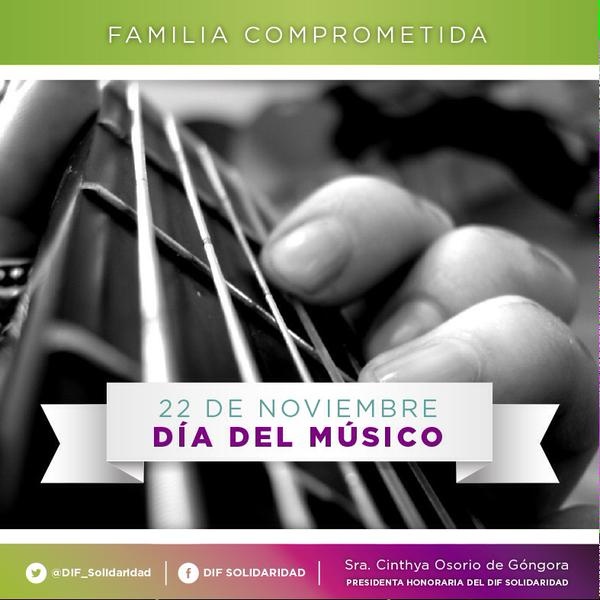 FAMILIA COMPROMETIDA
22 DE NOVIEMBRE
DÍA DEL MÚSICO
@DIF_Solidaridad
DIF SOLIDARIDAD
Sra. Cinthya Osorio de Góngora
PRESIDENTA HONORARIA DEL DIF SOLIDARIDAD